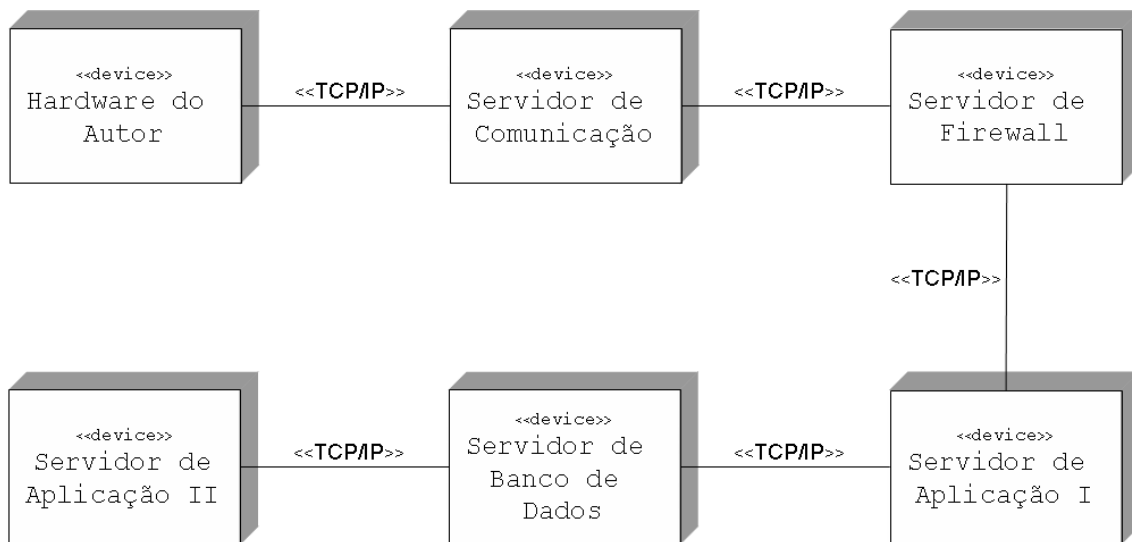 <<device>>
Hardware do
Autor
<<TCP/IP>>
<<device>>
Servidor de
Comunicação
<<TCP/IP>>
<<device>>
Servidor de
Firewall
<<TCP/IP>>
<<device>>
Servidor de
Aplicação II
<<TCP/IP>>
<<device>>
Servidor de
Banco de
Dados
<<TCP/IP>>
<<device>>
Servidor de
Aplicação I